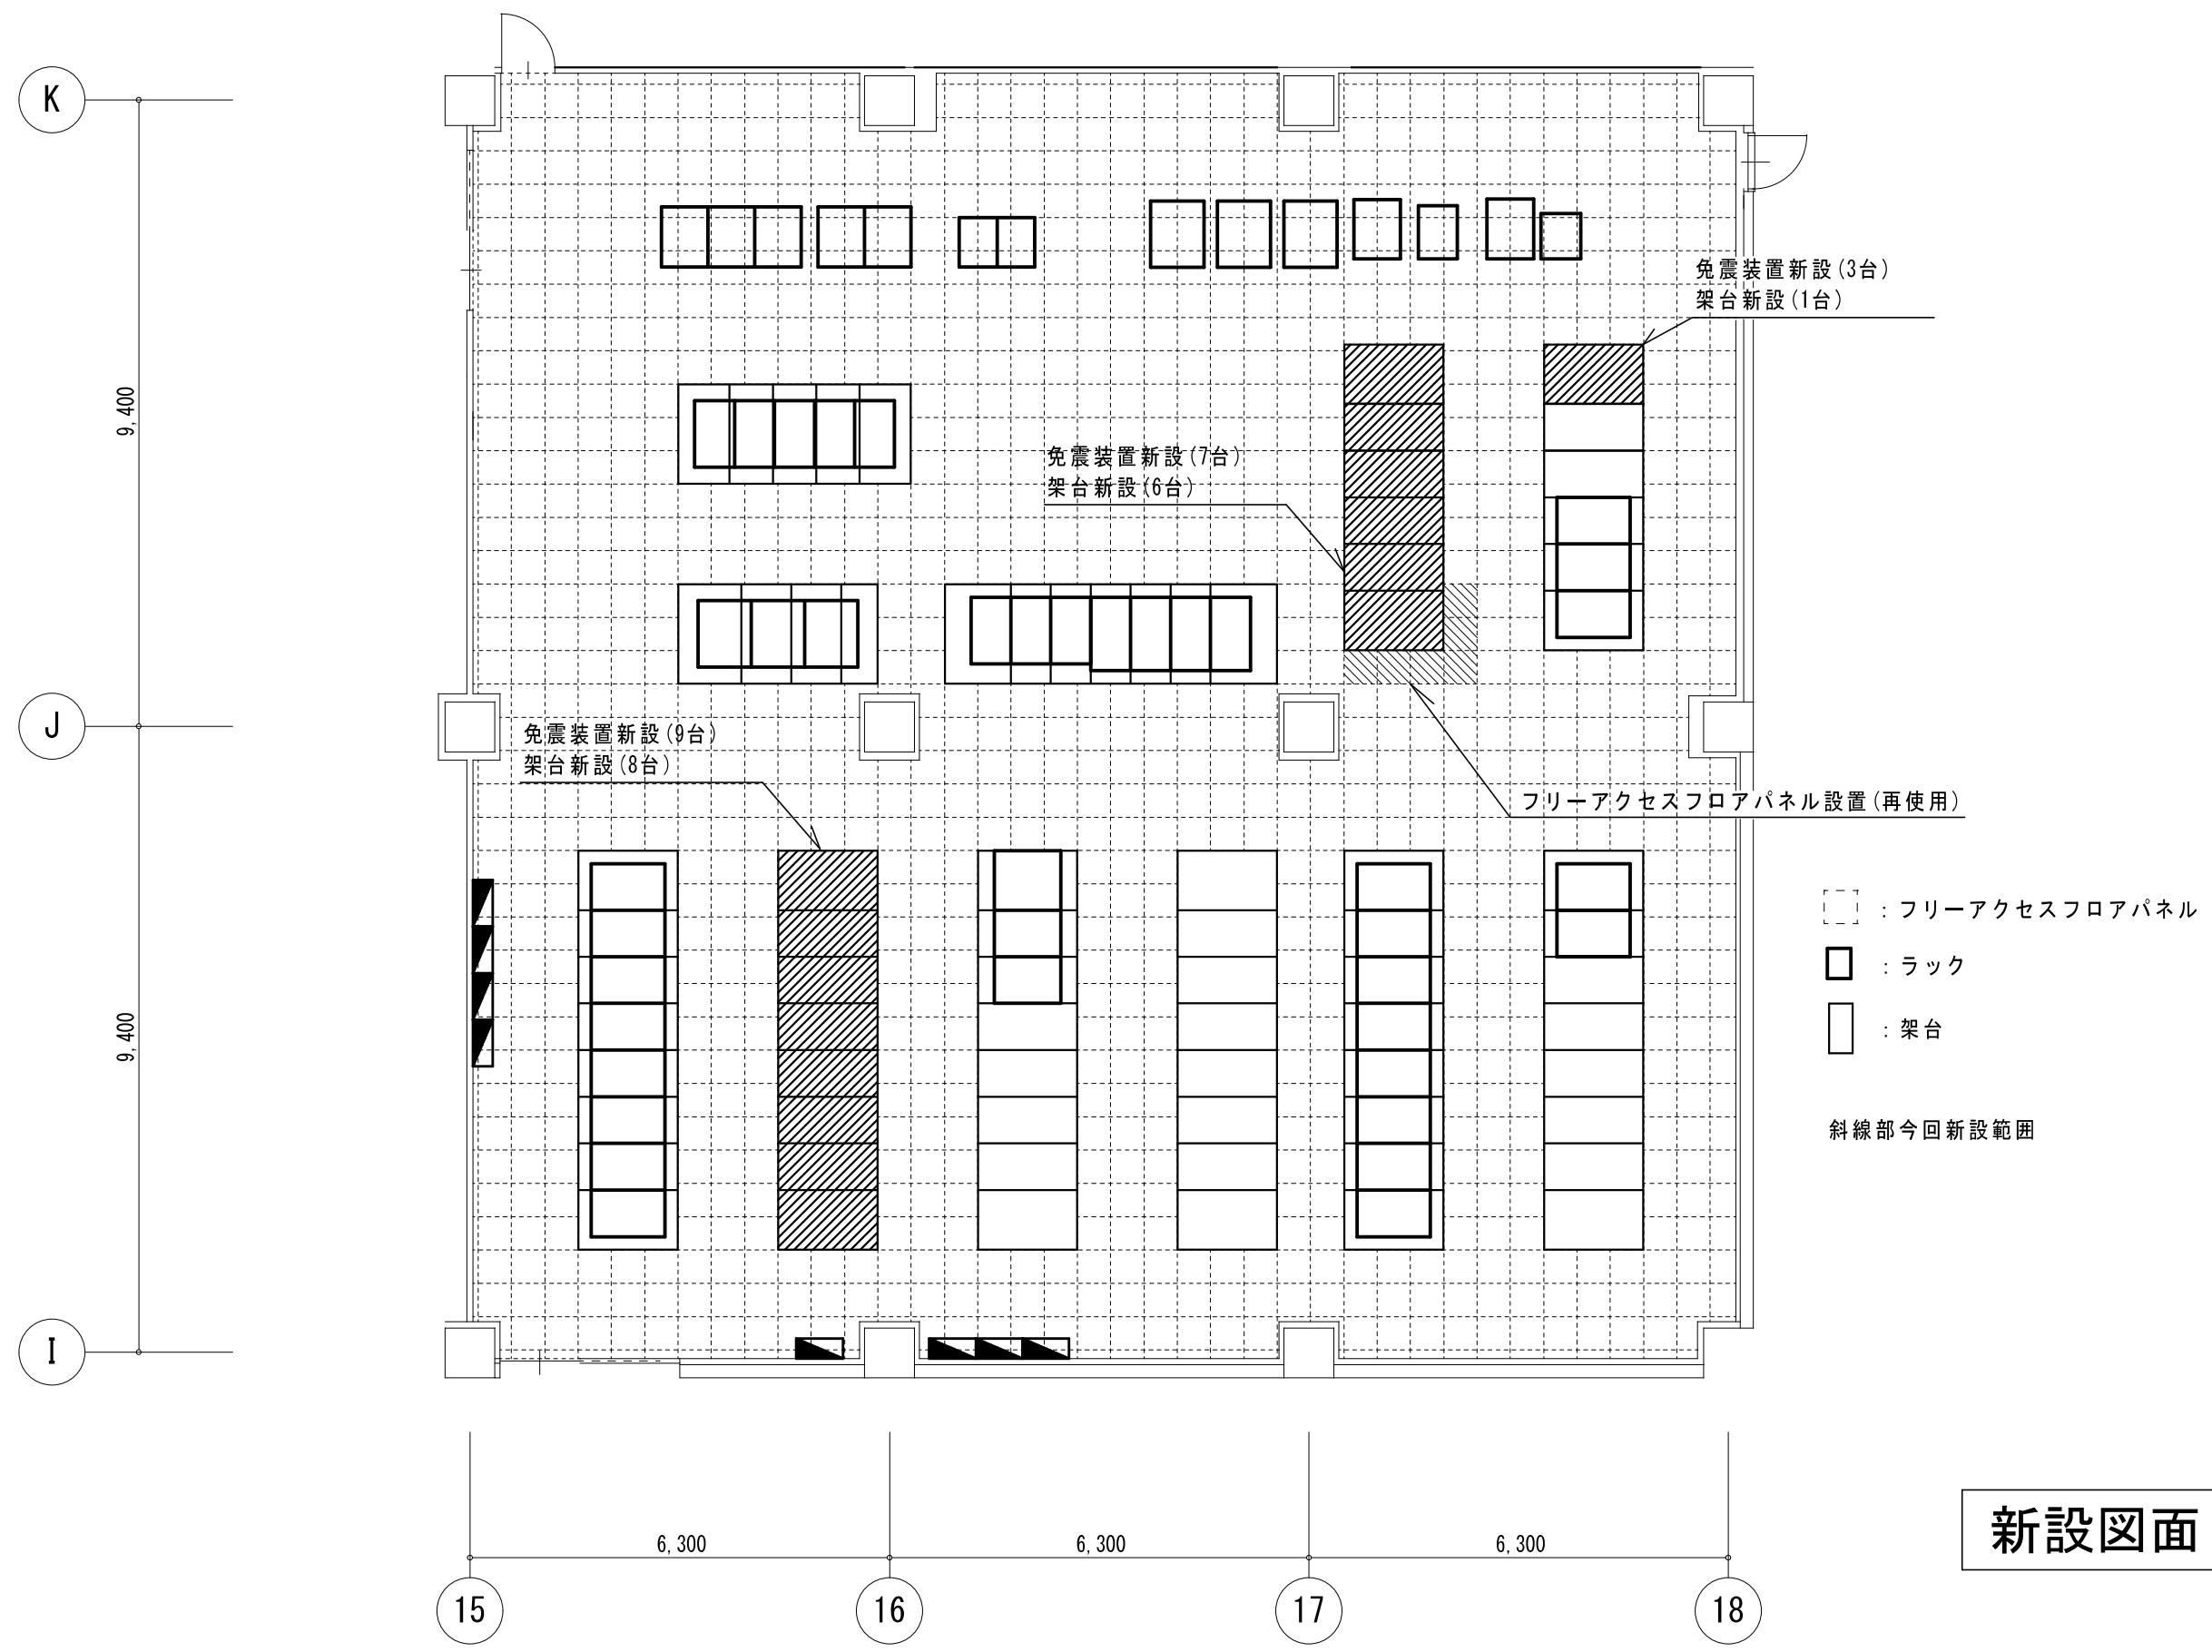 K
免震装置新設(3台)
架台新設(1台)
9,400
免震装置新設(7台)
架台新設(6台)
J
免震装置新設(9台)
架台新設(8台)
フリーアクセスフロアパネル設置(再使用)
: フリーアクセスフロアパネル
: ラック
: 架台
9,400
斜線部今回新設範囲
I
新設図面
6,300
6,300
6,300
15
16
17
18